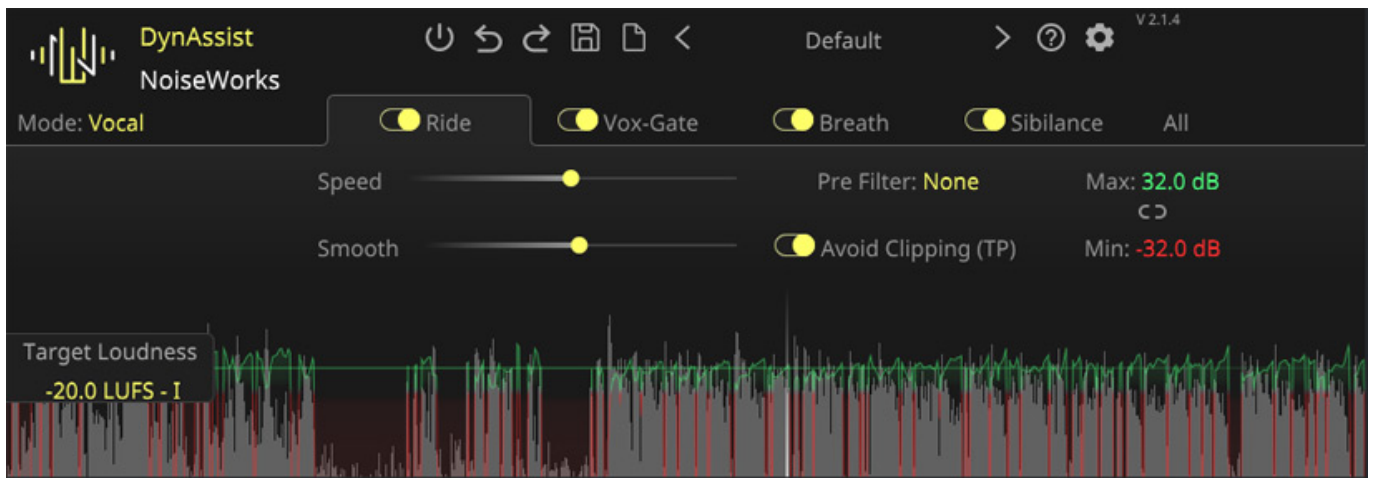 DynAssist
NoiseWorks
Default
V 2.1.4
Mode: Vocal
Ride
Vox-Gate
Breath
Sibilance
All
Speed
Pre Filter: None
Max: 32.0 dB
Smooth
Avoid Clipping (TP)
Min: -32.0 dB
Target Loudness
-20.0 LUFS - I